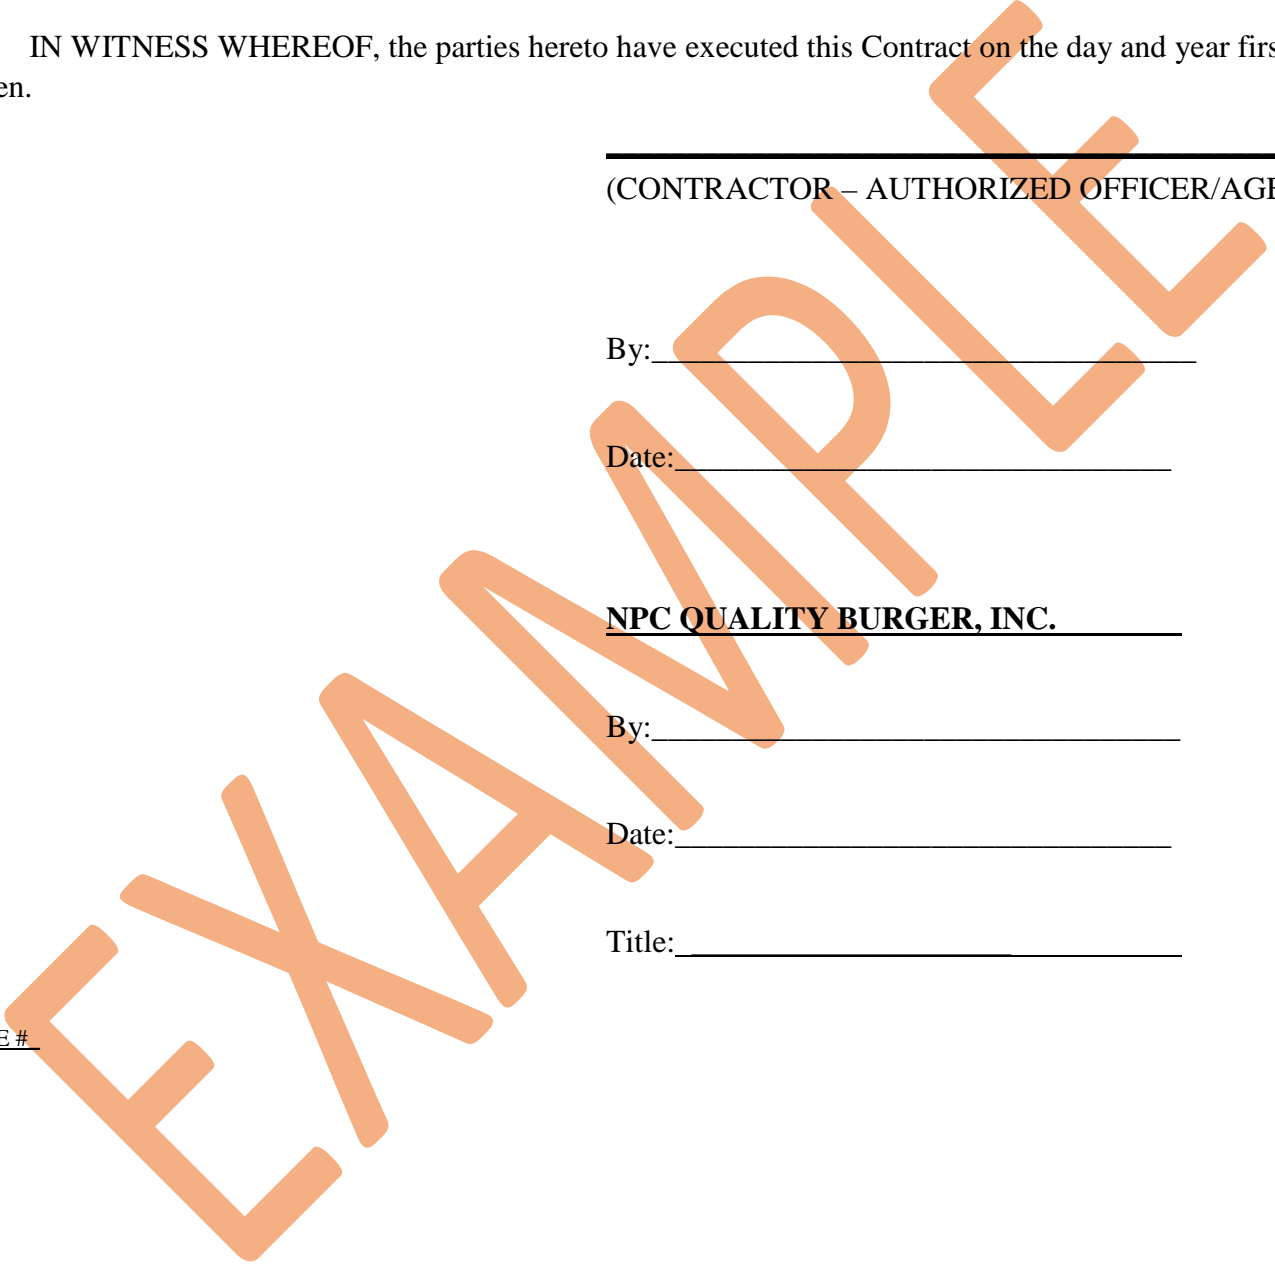 IN WITNESS WHEREOF, the parties hereto have executed this Contract on the day and year firs
en.
(CONTRACTOR – AUTHORIZED OFFICER/AGE
By:
Date:
NPC QUALITY BURGER, INC.
By:
Date:
Title:
E #
EXAMPLE